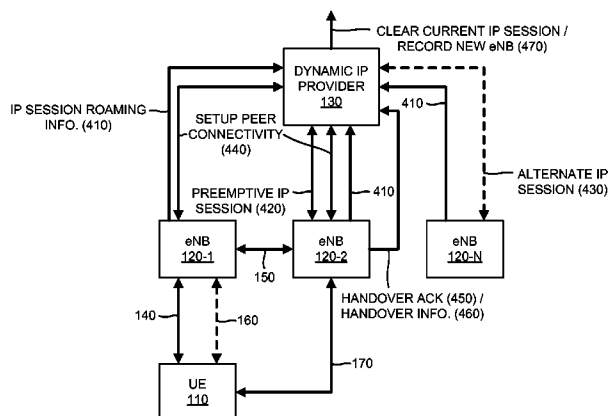 CLEAR CURRENT IP SESSION /
RECORD NEW eNB (470)
DYNAMIC IP
PROVIDER
130
IP SESSION ROAMING
INFO. (410)
SETUP PEER
CONNECTIVITY
(440)
410
410
ALTERNATE IP
SESSION (430)
PREEMPTIVE IP
SESSION (420)
eNB
120-1
150
eNB
120-2
eNB
120-N
HANDOVER ACK (450) /
HANDOVER INFO. (460)
140
160
170
UE
110